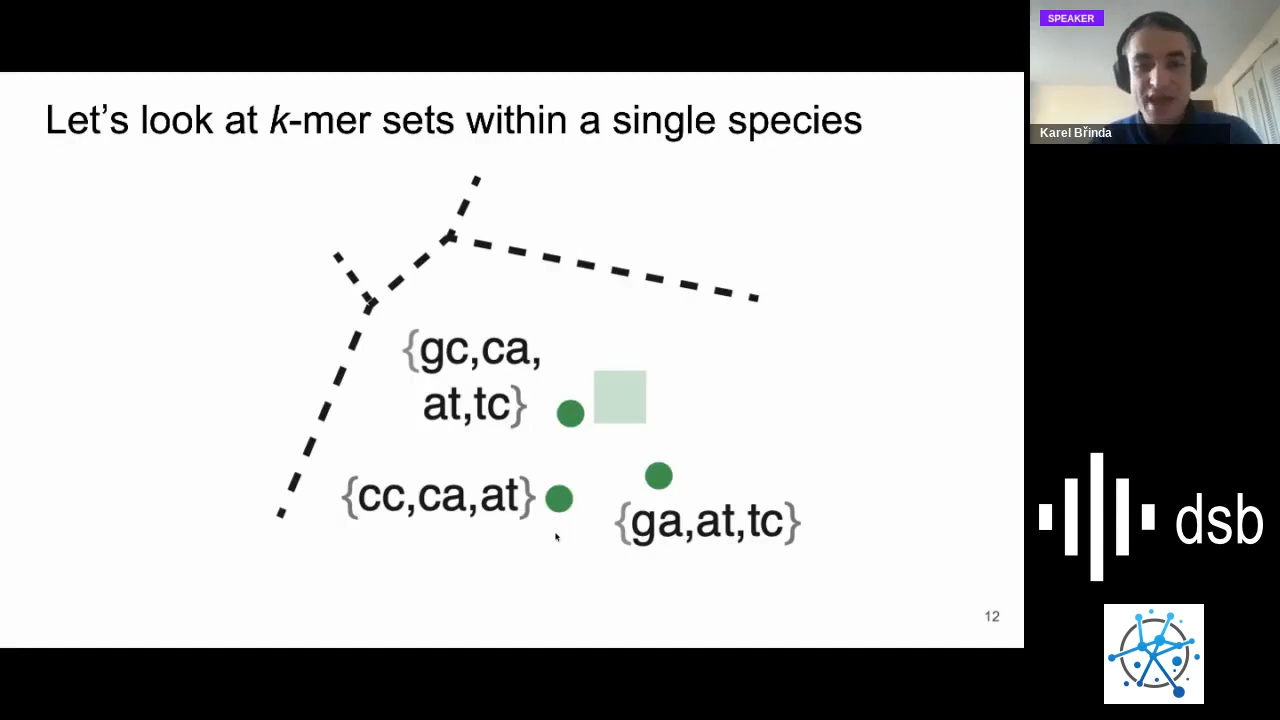 Let's look at k-mer sets within a single species
{gc,ca,
at,tc}
{cc,ca,at}
{ga,at,tc}
12
SPEAKER
Karel Břinda
dsb